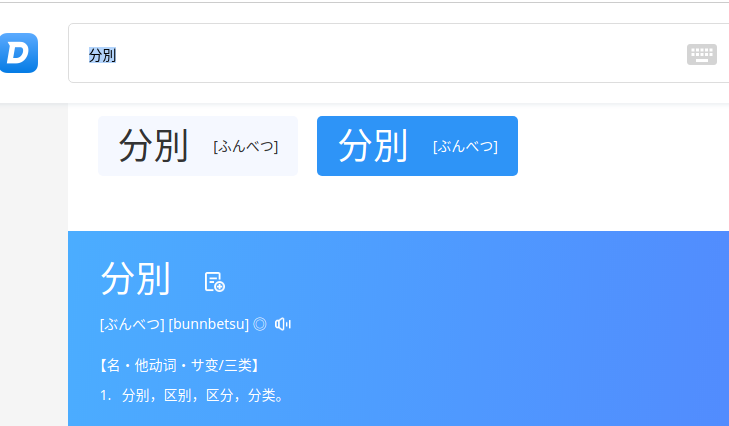 D
分別
分別 [ふんべつ] 分別 [ぶんべつ]
分別
[ぶんべつ] [bunnbetsu] ◎
【名・他动词・サ变/三类】
1. 分别，区别，区分，分类。